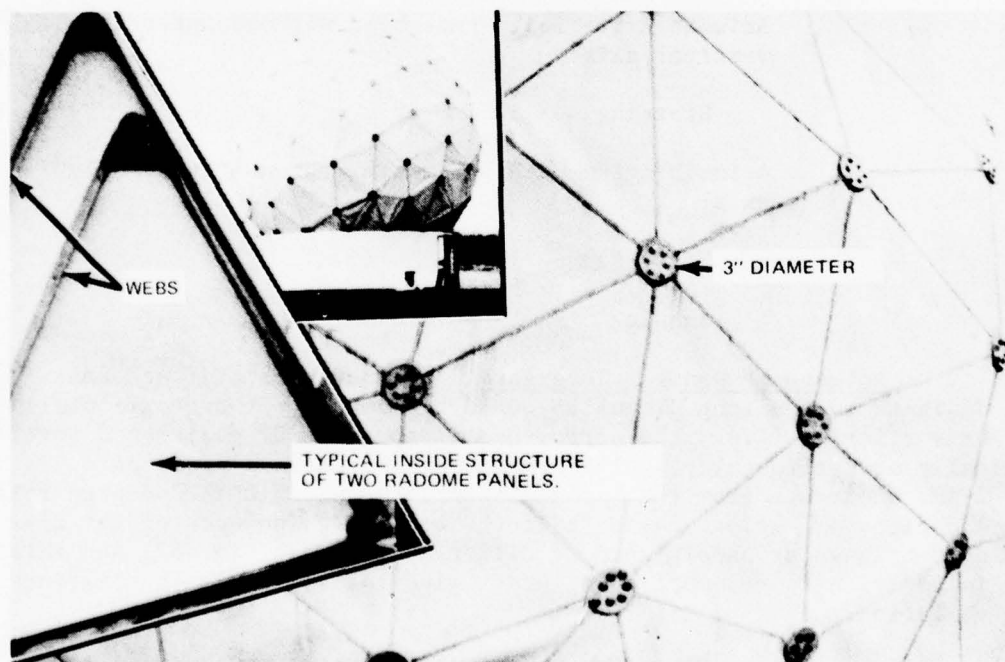 WEBS
3" DIAMETER
TYPICAL INSIDE STRUCTURE
OF TWO RADOME PANELS.